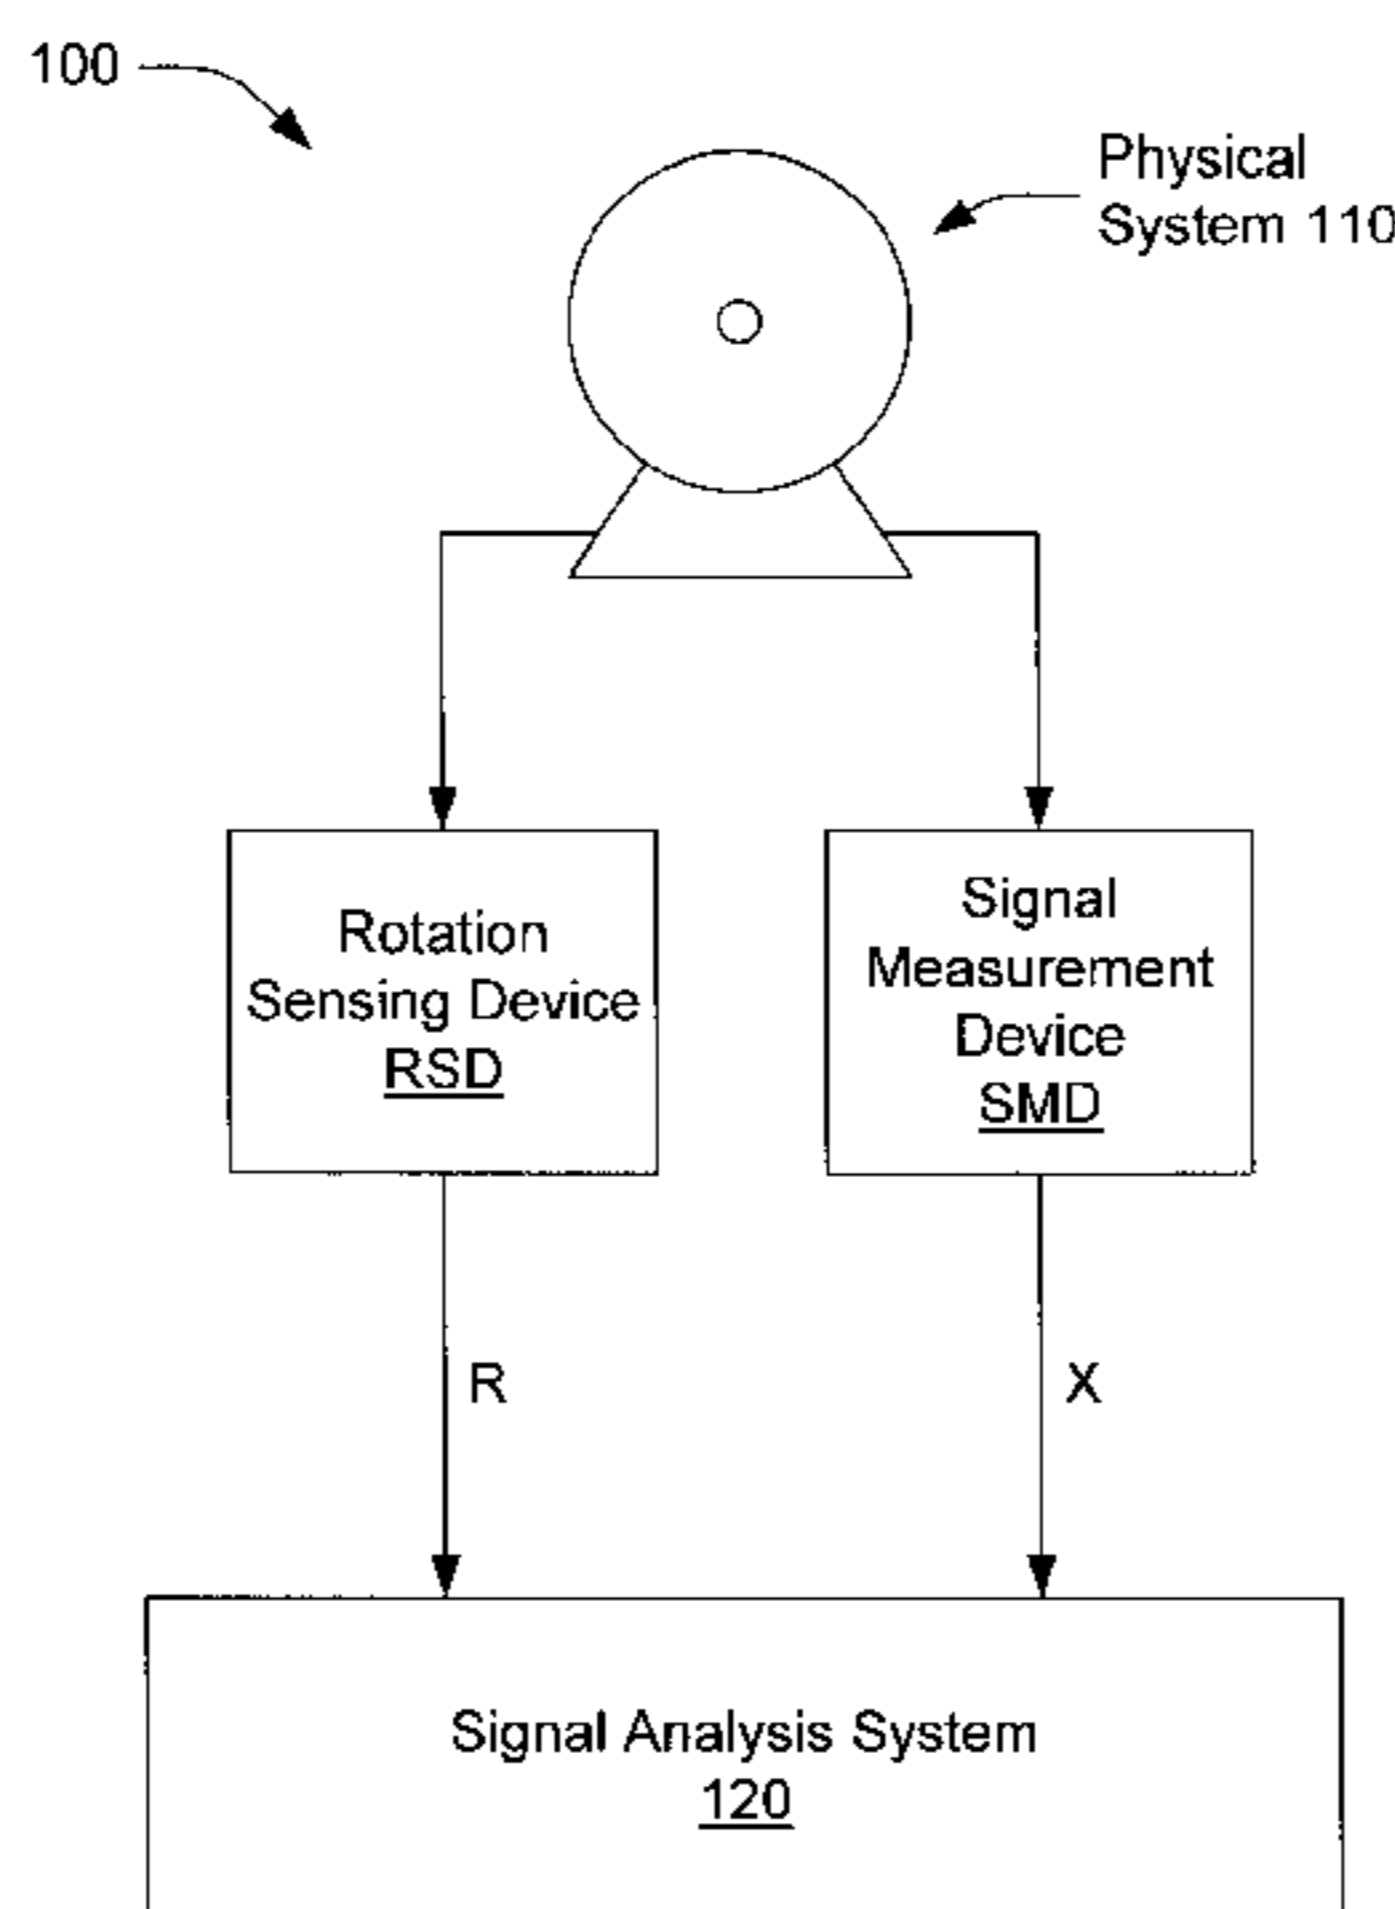 100
Physical
System 110
Rotation
Sensing Device
RSD
Signal
Measurement
Device
SMD
R
X
Signal Analysis System
120